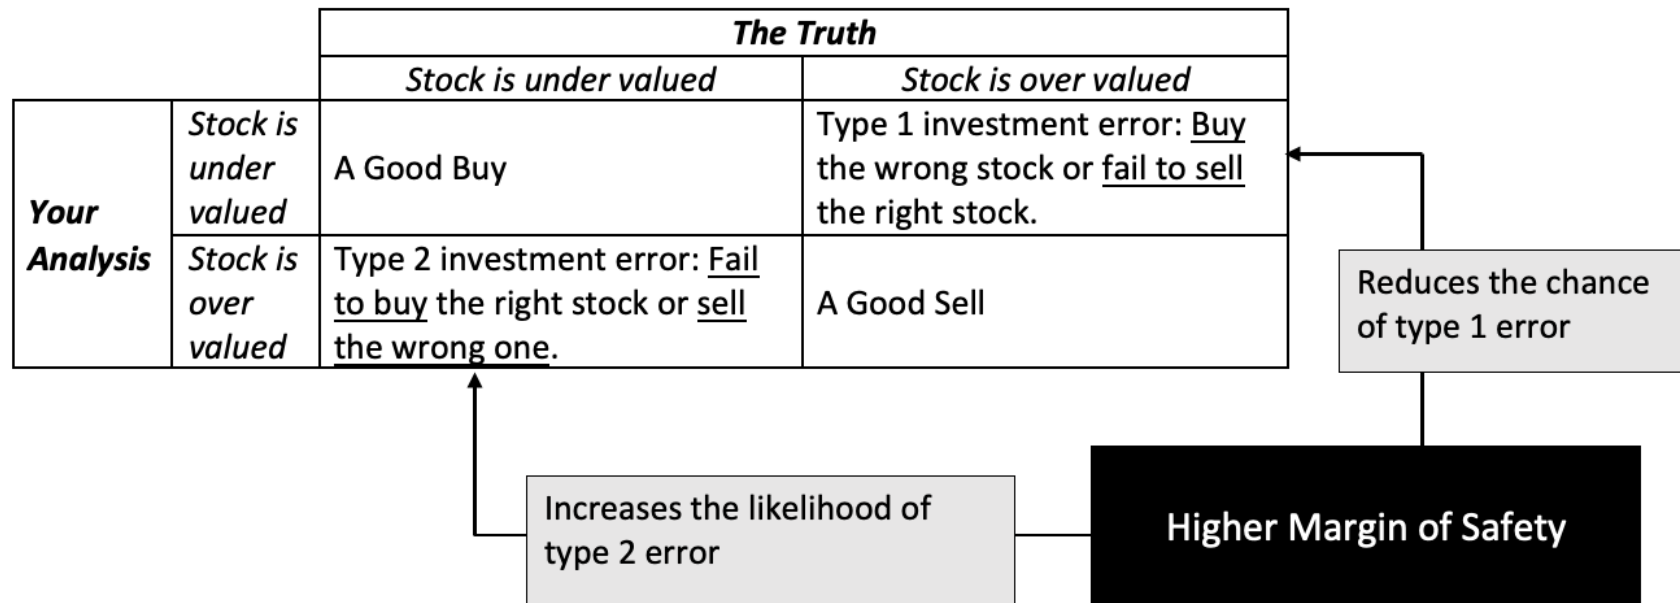 The Truth
Stock is under valued
Stock is over valued
Your
Analysis
Stock is
under
valued
A Good Buy
Type 1 investment error: Buy
the wrong stock or fail to sell
the right stock.
Stock is
over
valued
Type 2 investment error: Fail
to buy the right stock or sell
the wrong one.
A Good Sell
Reduces the chance
of type 1 error
Increases the likelihood of
type 2 error
Higher Margin of Safety